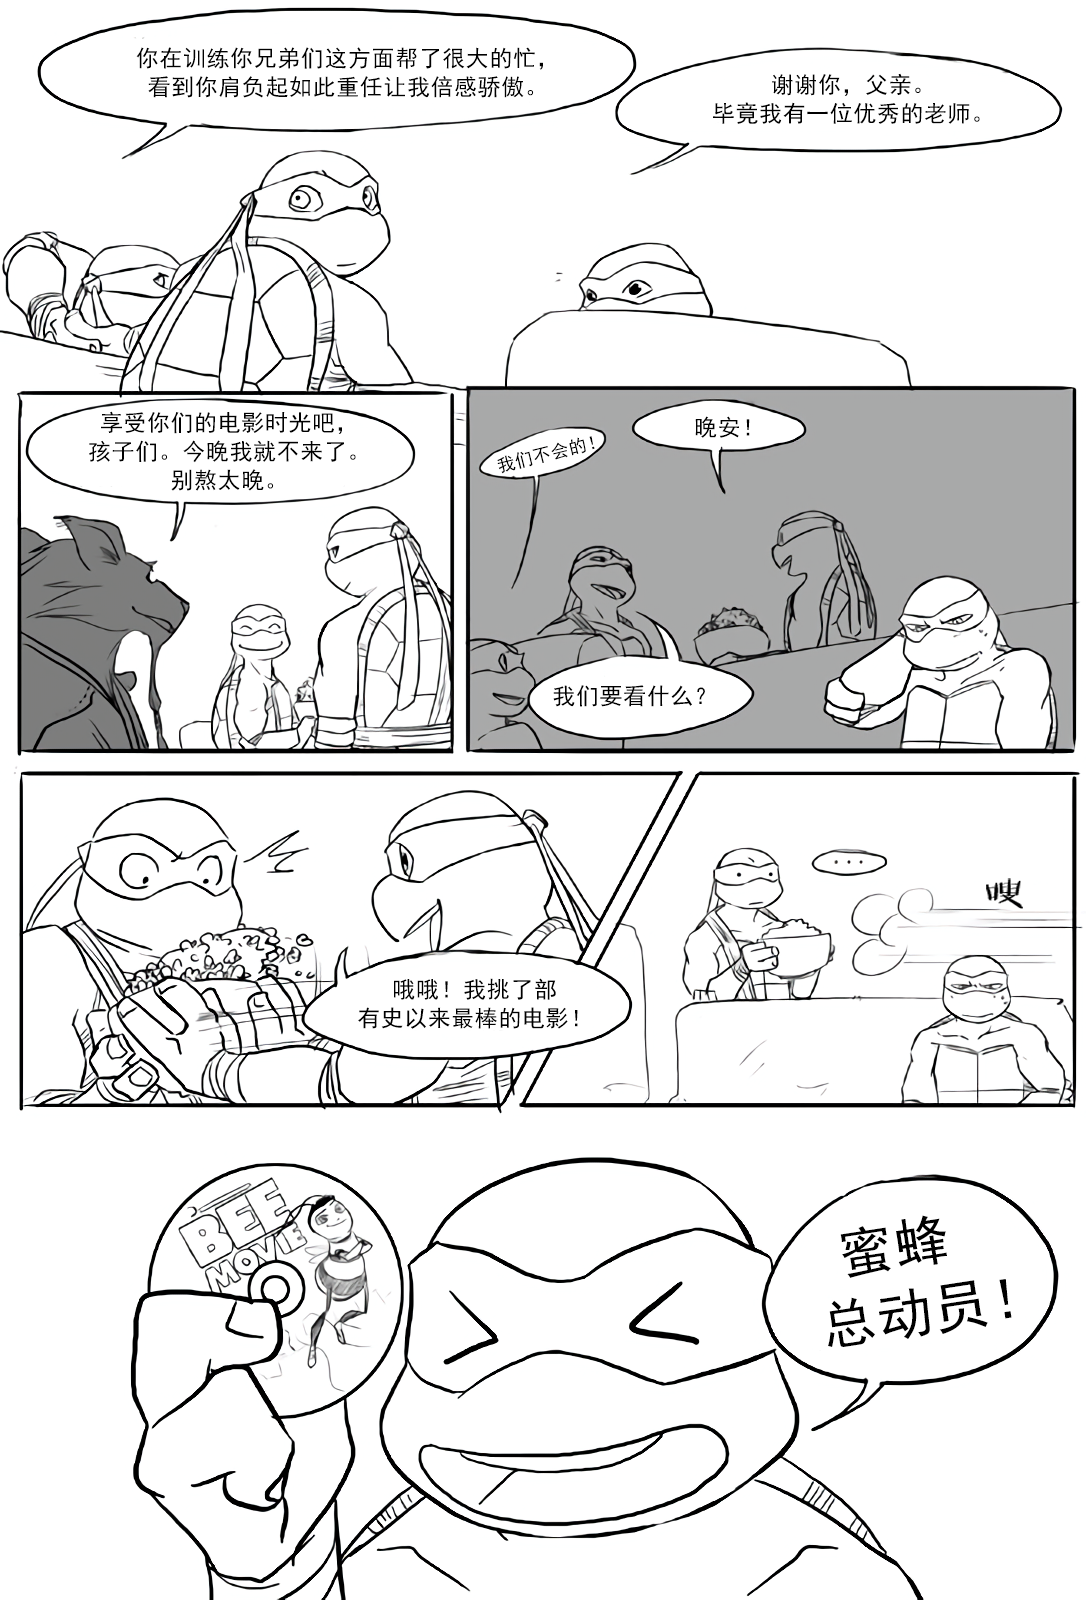 你在训练你兄弟们这方面帮了很大的忙，
看到你肩负起如此重任让我倍感骄傲。
谢谢你，父亲。
毕竟我有一位优秀的老师。
享受你们的电影时光吧，
孩子们。今晚我就不来了。
别熬太晚。
我们不会的！
晚安！
我们要看什么？
哦哦！我挑了部
有史以来最棒的电影！
...
嗖
BEE
MOVIE
蜜蜂
总动员！